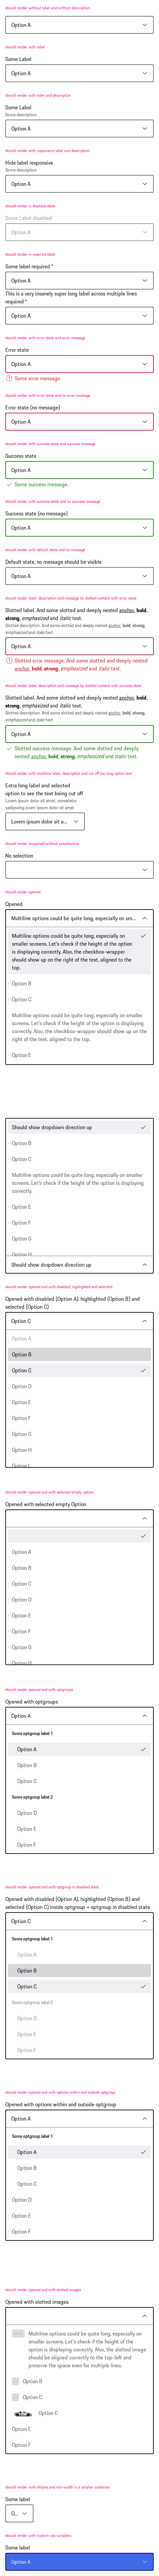 should render without label and without description
Option A
should render with label
Some Label
Option A
should render with label and description
Some Label
Some description
Option A
should render with responsive label and description
Hide label responsive
Some description
Option A
should render in disabled state
Some Label disabled
Option A
should render in required state
Some label required *
Option A
This is a very insanely super long label across multiple lines
required *
Option A
should render with error state and error message
Error state
Option A
Some error message.
should render with error state and no error message
Error state (no message)
Option A
should render with success state and success message
Success state
Option A
Some success message.
should render with success state and no success message
Success state (no message)
Option A
should render with default state and no message
Default state, no message should be visible
Option A
should render label, description and message by slotted content with error state
Slotted label. And some slotted and deeply nested anchor, bold,
strong, emphasized and italic text.
Slotted description. And some slotted and deeply nested anchor, bold, strong,
emphasized and italic text.
Option A
Slotted error message. And some slotted and deeply nested
anchor, bold, strong, emphasized and italic text.
should render label, description and message by slotted content with success state
Slotted label. And some slotted and deeply nested anchor, bold,
strong, emphasized and italic text.
Slotted description. And some slotted and deeply nested anchor, bold, strong,
emphasized and italic text.
Option A
Slotted success message. And some slotted and deeply
nested anchor, bold, strong, emphasized and italic text.
should render with multiline label, description and cut off too long option text
Extra long label and selected
option to see the text being cut off
Lorem ipsum dolor sit amet, consetetur
sadipscing lorem ipsum dolor sit amet
Lorem ipsum dolor sit a...
should render unopened without preselection
No selection
should render opened
Opened
Multiline options could be quite long, especially on sm...
Multiline options could be quite long, especially on
smaller screens. Let's check if the height of the option
is displaying correctly. Also, the checkbox-wrapper
should show up on the right of the text, aligned to the
top.
Option B
Option C
Multiline options could be quite long, especially on
smaller screens. Let's check if the height of the option
is displaying correctly. Also, the checkbox-wrapper should
show up on the right of the text, aligned to the top.
Option E
Should show dropdown direction up
Option B
Option C
Multiline options could be quite long, especially on
smaller screens. Let's check if the height of the option is
displaying correctly.
Option E
Option F
Option G
Option H
Should show dropdown direction up
should render opened and with disabled, highlighted and selected
Opened with disabled (Option A), highlighted (Option B) and
selected (Option C)
Option C
Option A
Option B
Option C
Option D
Option E
Option F
Option G
Option H
Option I
should render opened and with selected empty option
Opened with selected empty Option
Option A
Option B
Option C
Option D
Option E
Option F
Option G
Option H
should render opened and with optgroups
Opened with optgroups
Option A
Some optgroup label 1
Option A
Option B
Option C
Some optgroup label 2
Option D
Option E
Option F
should render opened and with optgroup in disabled state
Opened with disabled (Option A), highlighted (Option B) and
selected (Option C) inside optgroup + optgroup in disabled state
Option C
Some optgroup label 1
Option A
Option B
Option C
Some optgroup label 2
Option D
Option E
Option F
should render opened and with options within and outside optgroup
Opened with options within and outside optgroup
Option A
Some optgroup label 1
Option A
Option B
Option C
Option D
Option E
Option F
should render opened and with slotted images
Opened with slotted images
Multiline options could be quite long, especially on
smaller screens. Let's check if the height of the
option is displaying correctly. Also, the slotted image
should be aligned correctly to the top-left and
preserve the space even for multiple lines.
Option B
Option C
Option C
Option E
Option F
should render with ellipsis and min-width in a smaller container
Some label
O...
should render with custom css variables
Some label
Option A